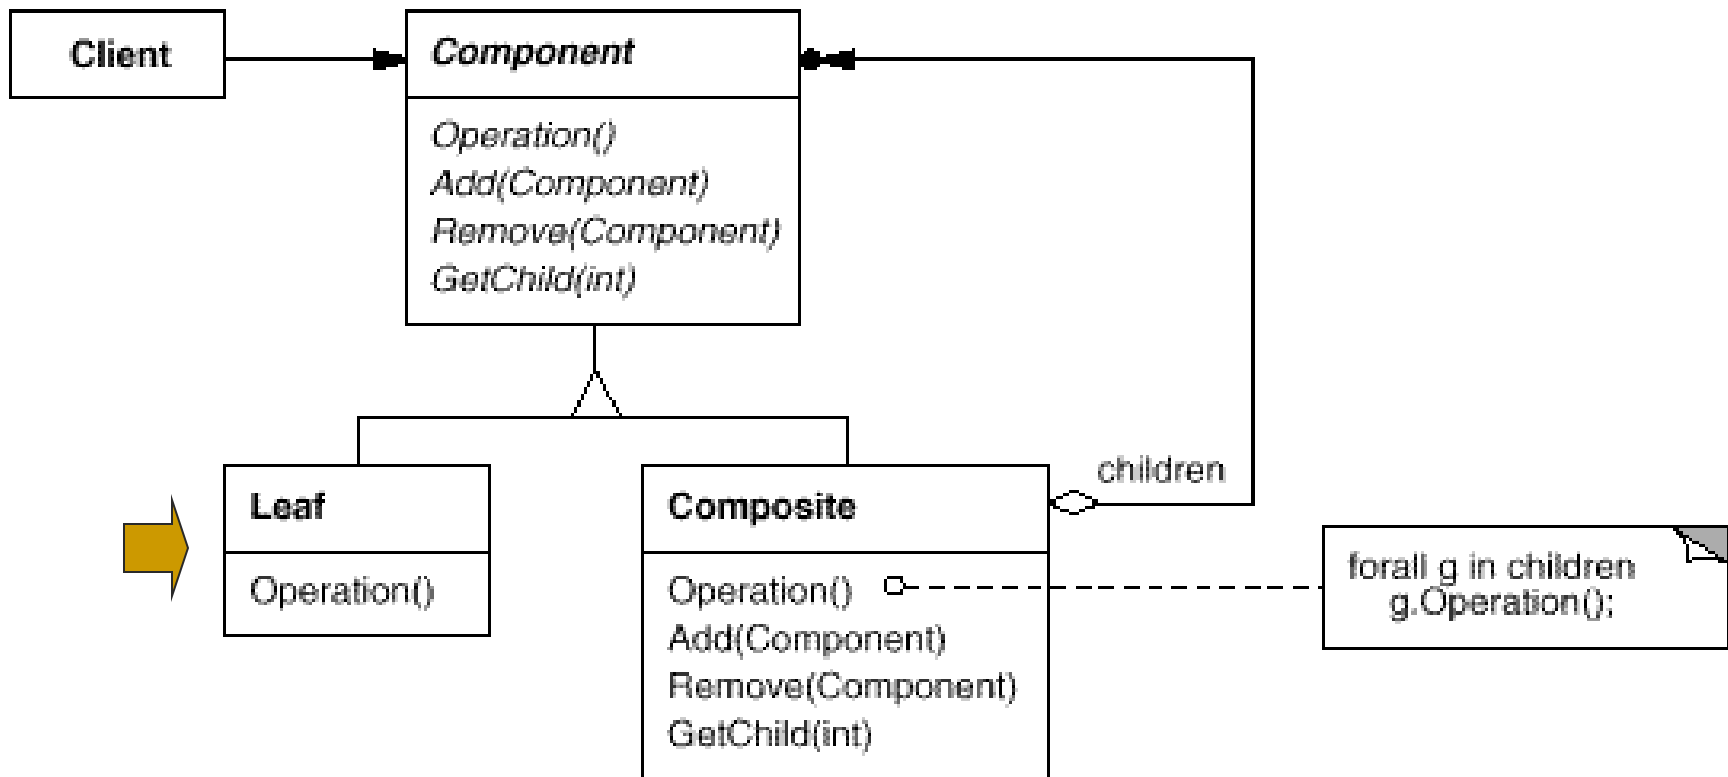 Client
Component
Operation()
Add(Component)
Remove(Component)
GetChild(int)
children
Leaf
Operation()
Composite
Operation()
Add(Component)
Remove(Component)
GetChild(int)
forall g in children
g.Operation();